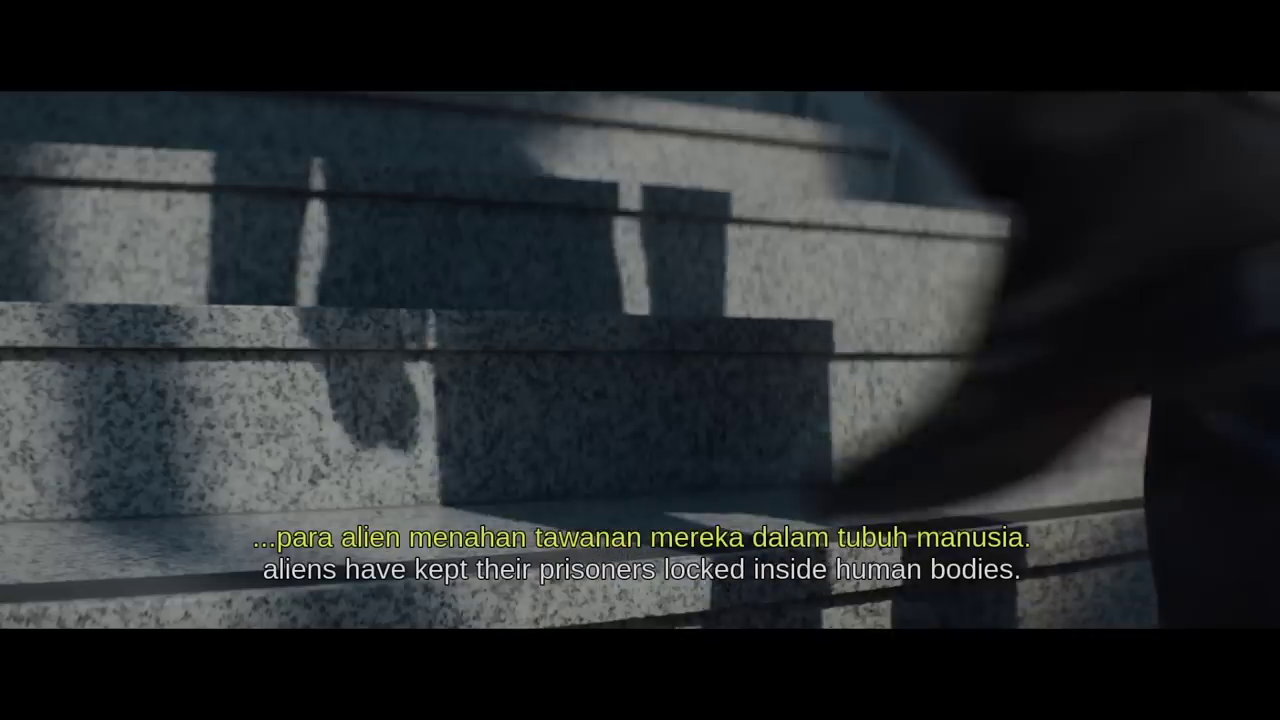 ...para alien menahan tawanan mereka dalam tubuh manusia.
aliens have kept their prisoners locked inside human bodies.